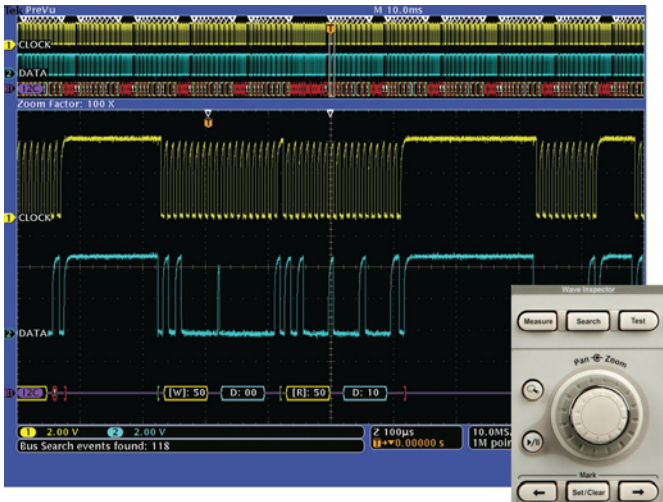 Tek PreVu M 10.0ms
1 CLOCK
2 DATA
B1 I2C
Zoom Factor: 100 X
1 CLOCK
2 DATA
B1 I2C [W]: 50 D: 00 [R]: 50 D: 10
1 2.00 V 2 2.00 V
Z 100µs
0.00000 s
10.0MS/
1M poin
Bus Search events found: 118
Wave Inspector
Measure Search Test
Pan Zoom
Mark
Set/Clear